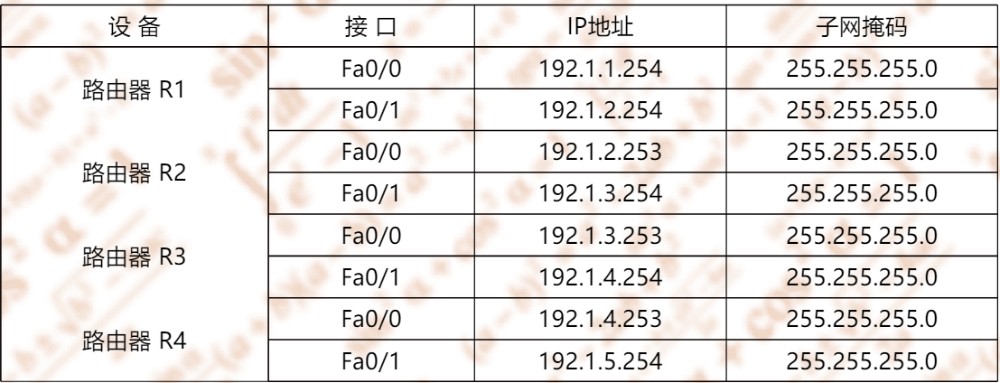 设 备 接 口 IP地址 子网掩码
路由器 R1 Fa0/0 192.1.1.254 255.255.255.0
Fa0/1 192.1.2.254 255.255.255.0
路由器 R2 Fa0/0 192.1.2.253 255.255.255.0
Fa0/1 192.1.3.254 255.255.255.0
路由器 R3 Fa0/0 192.1.3.253 255.255.255.0
Fa0/1 192.1.4.254 255.255.255.0
路由器 R4 Fa0/0 192.1.4.253 255.255.255.0
Fa0/1 192.1.5.254 255.255.255.0